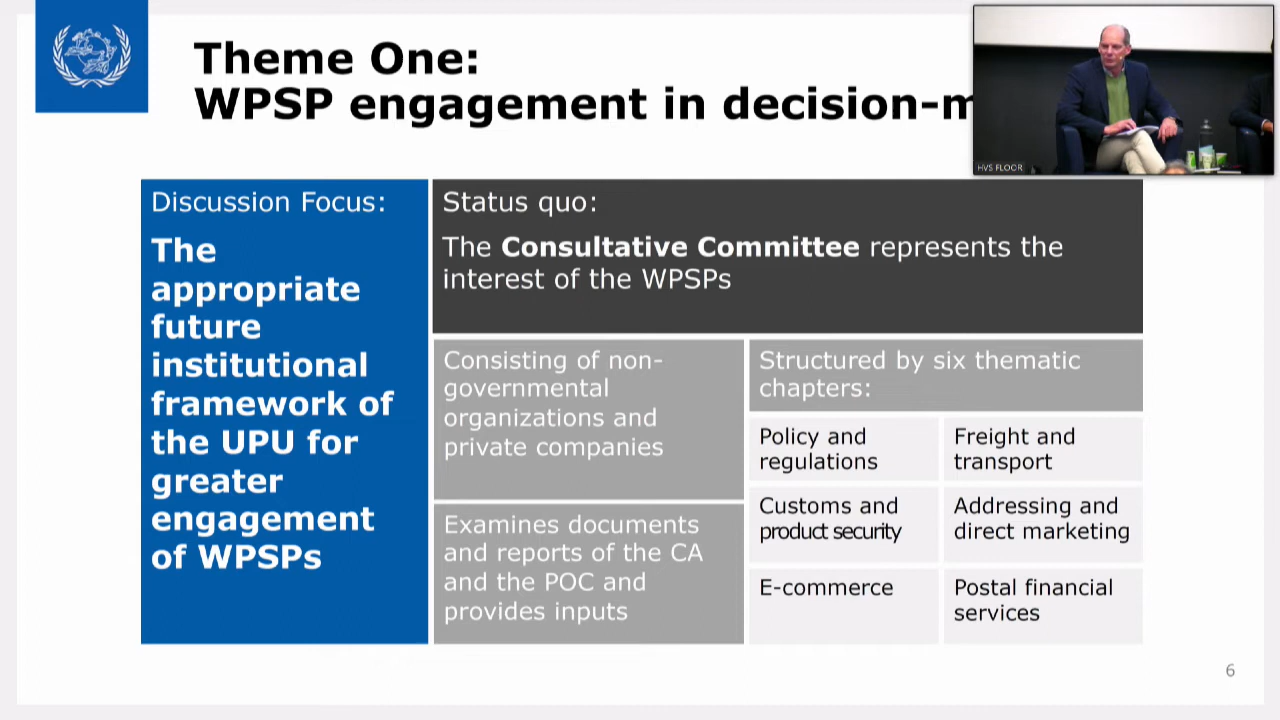 Theme One:
WPSP engagement in decision-m
HVS FLOOR
Discussion Focus:
The
appropriate
future
institutional
framework of
the UPU for
greater
engagement
of WPSPs
Status quo:
The Consultative Committee represents the
interest of the WPSPs
Consisting of non-
governmental
organizations and
private companies
Examines documents
and reports of the CA
and the POC and
provides inputs
Structured by six thematic
chapters:
Policy and
regulations
Freight and
transport
Customs and
product security
Addressing and
direct marketing
E-commerce
Postal financial
services
6